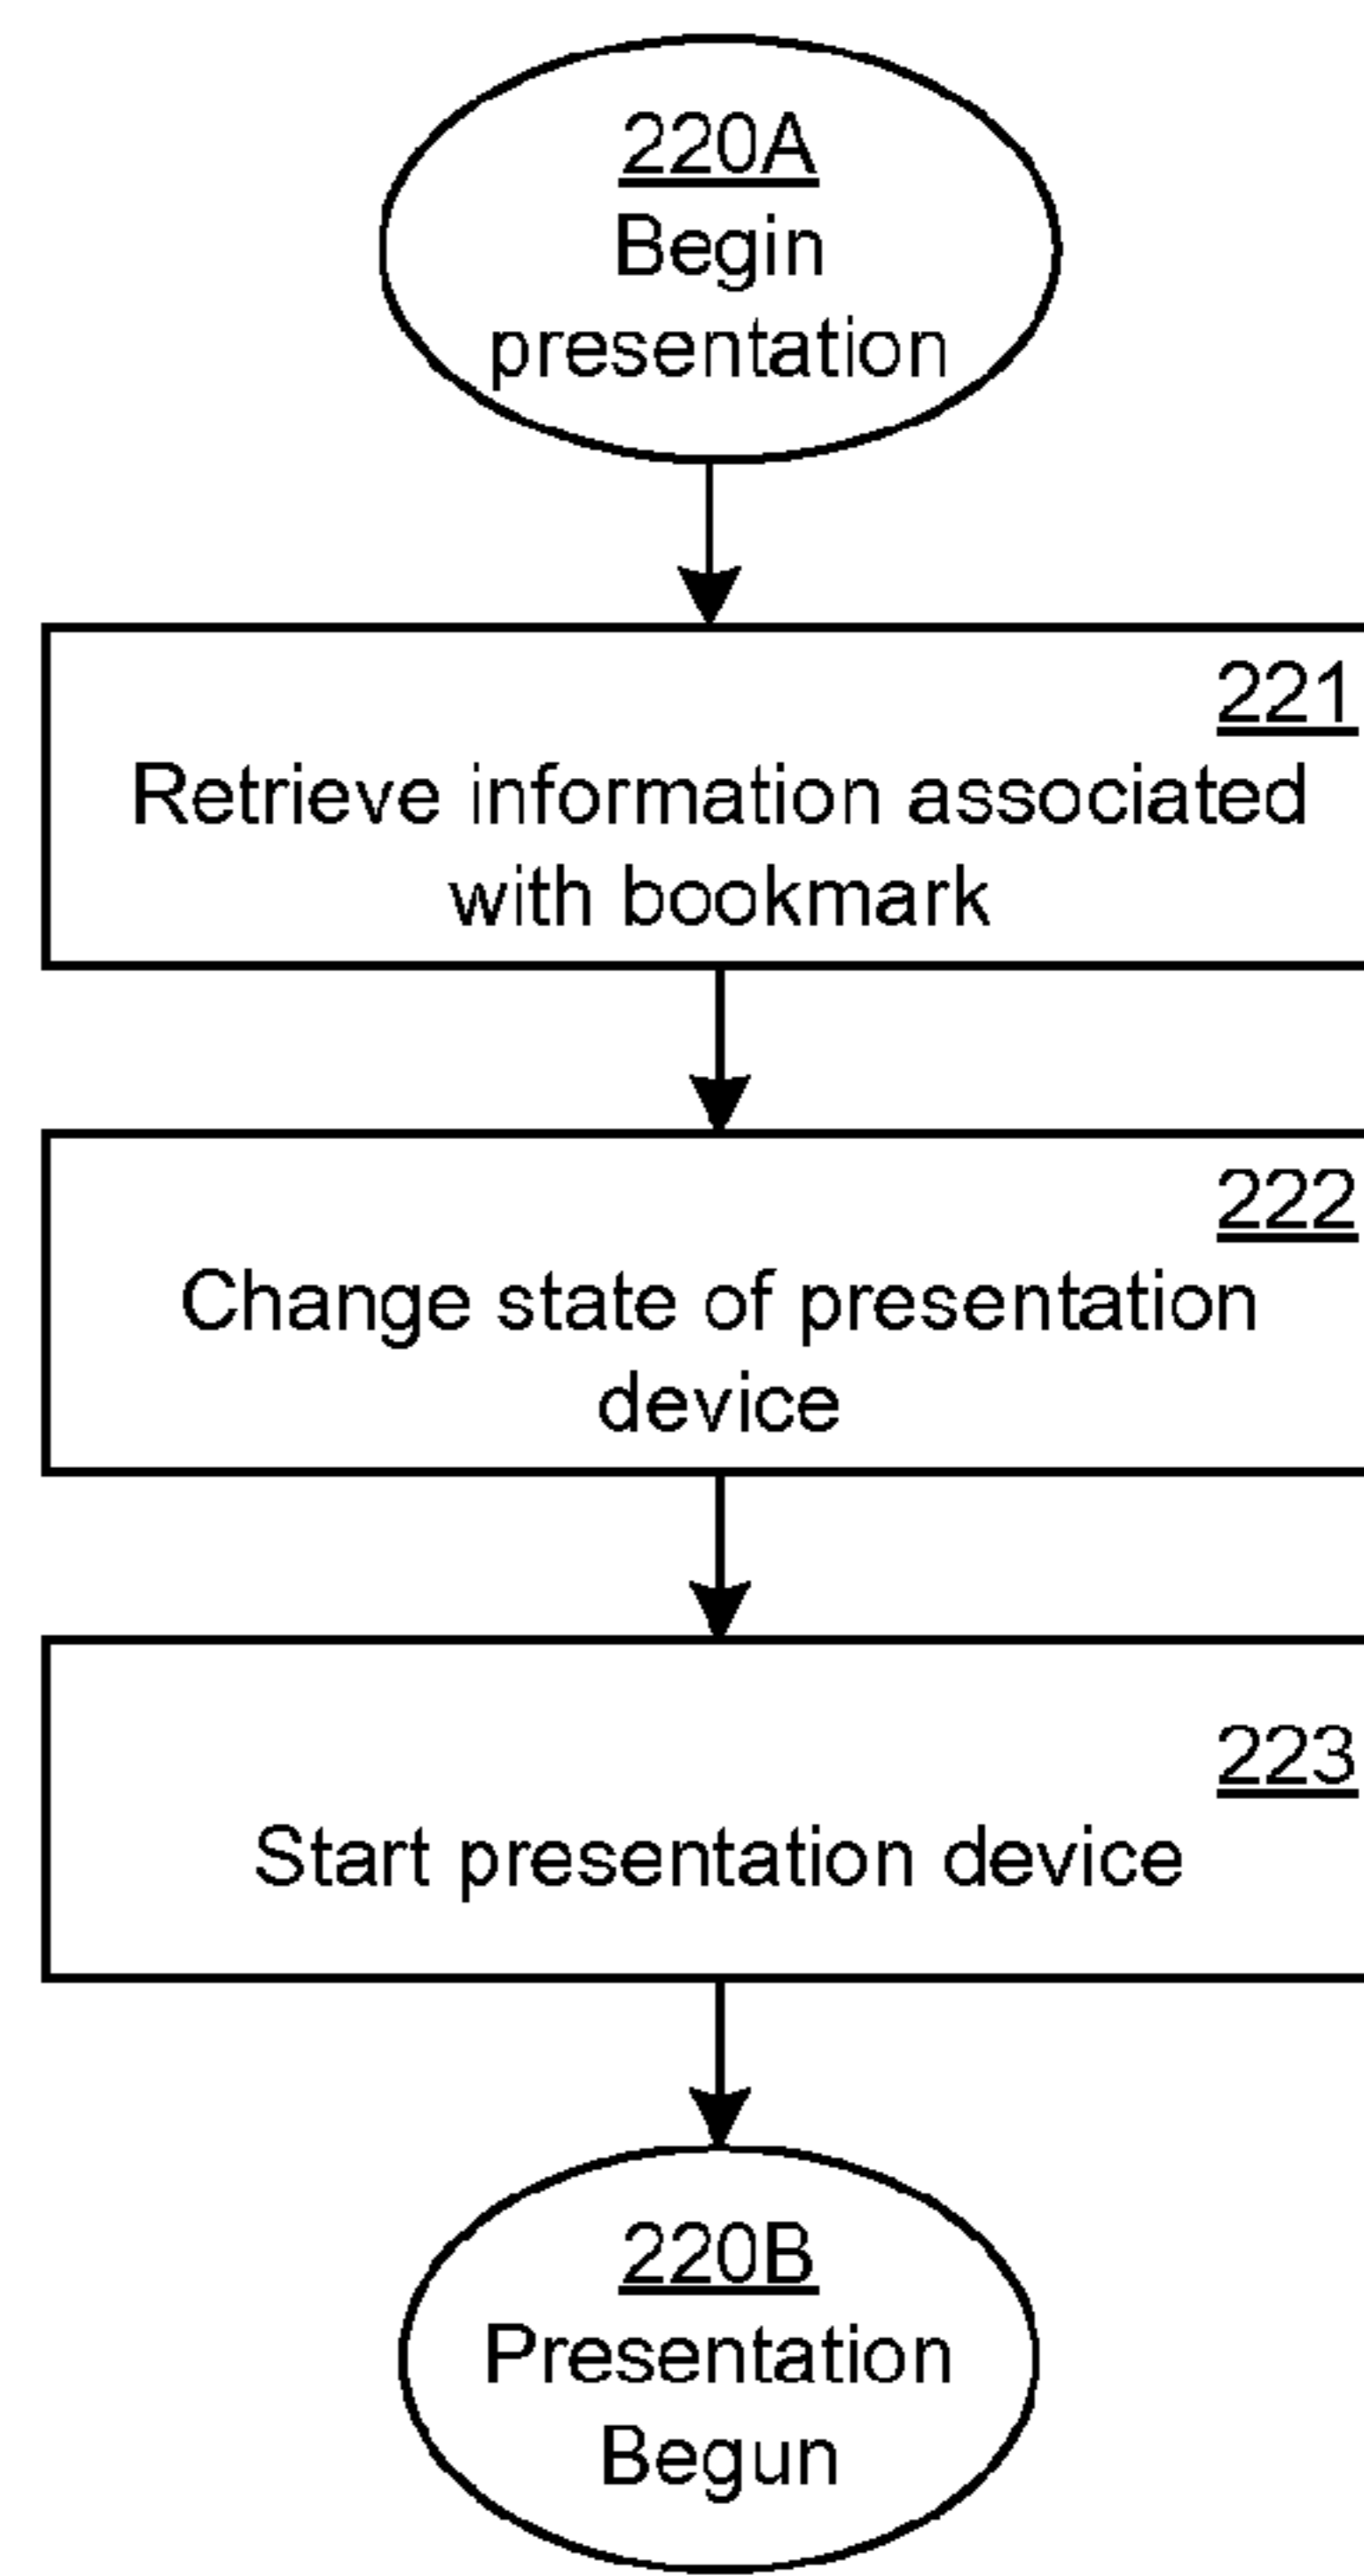 220A
Begin
presentation
221
Retrieve information associated
with bookmark
222
Change state of presentation
device
223
Start presentation device
220B
Presentation
Begun